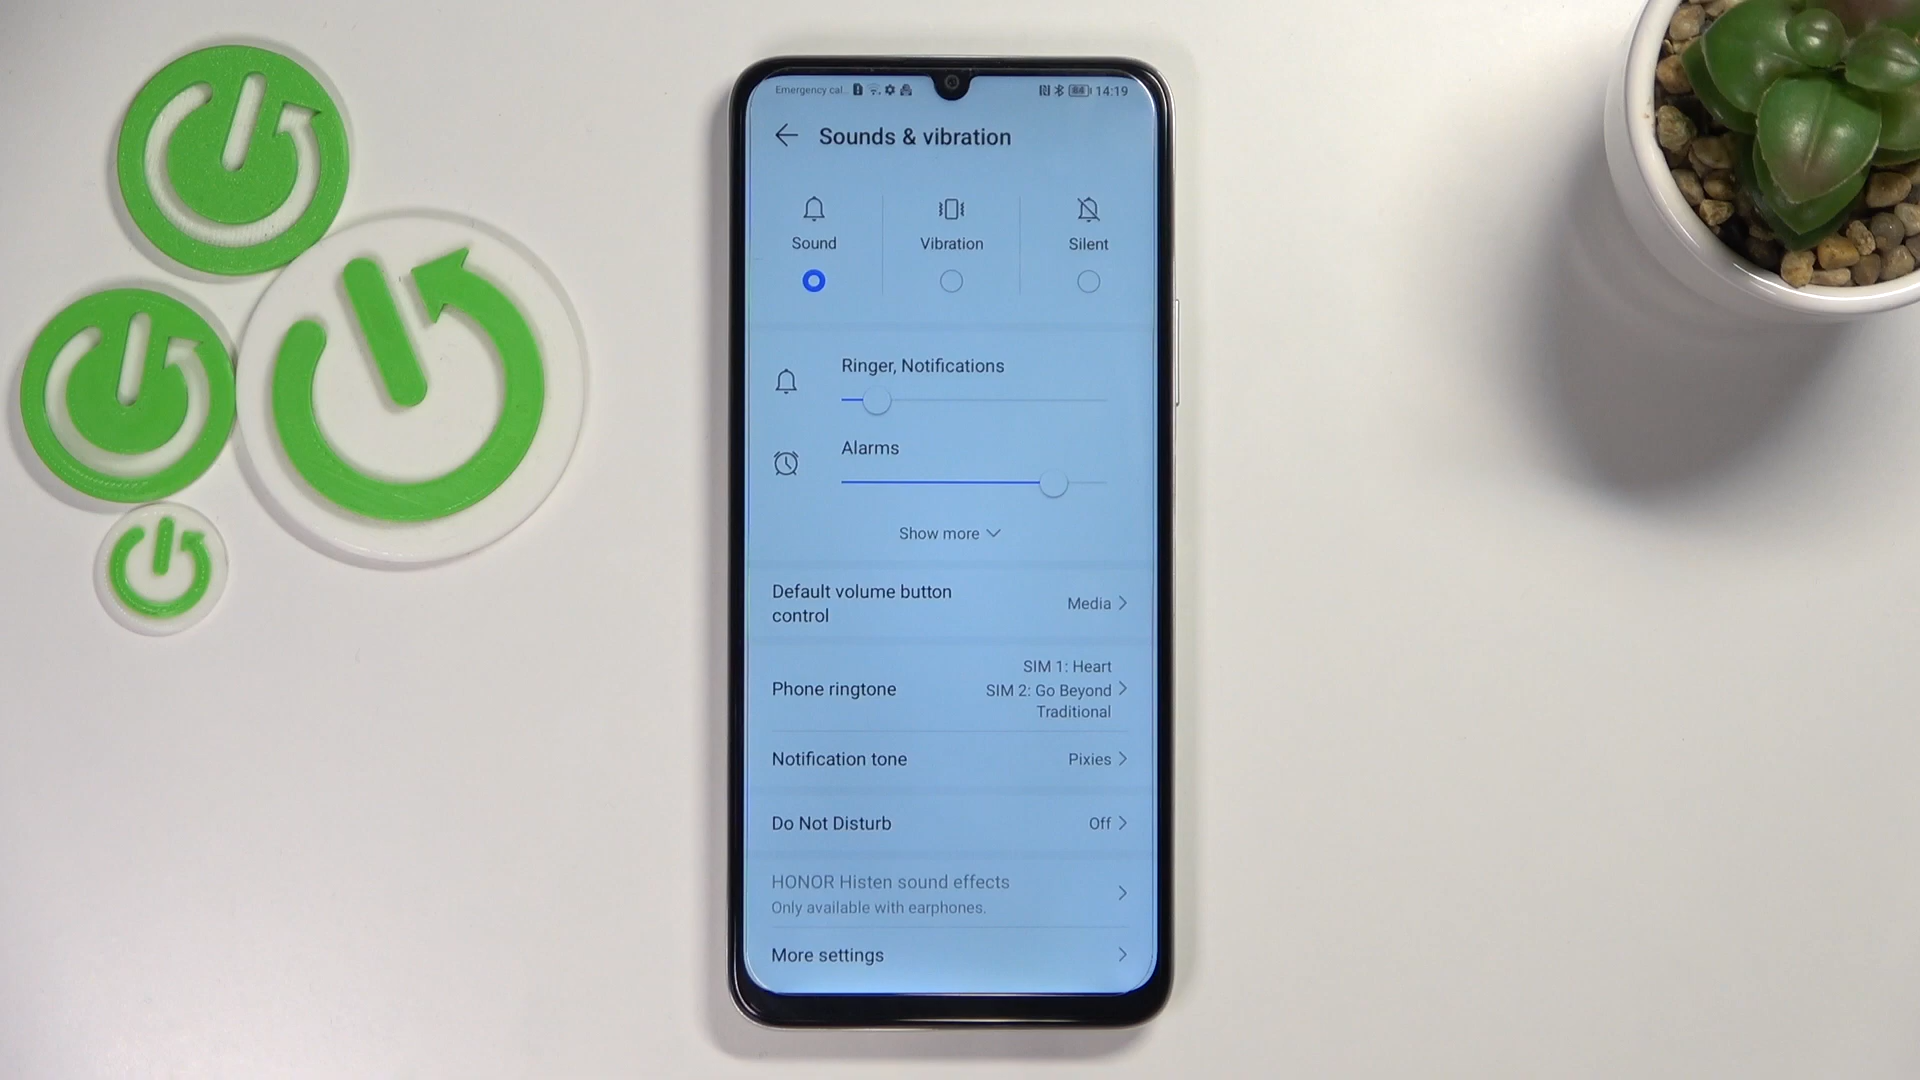 Emergency cal... 14:19
Sounds & vibration
Sound Vibration Silent
Ringer, Notifications
Alarms
Show more
Default volume button
control
Media
SIM 1: Heart
Phone ringtone
SIM 2: Go Beyond
Traditional
Notification tone Pixies
Do Not Disturb Off
HONOR Histen sound effects
Only available with earphones.
More settings